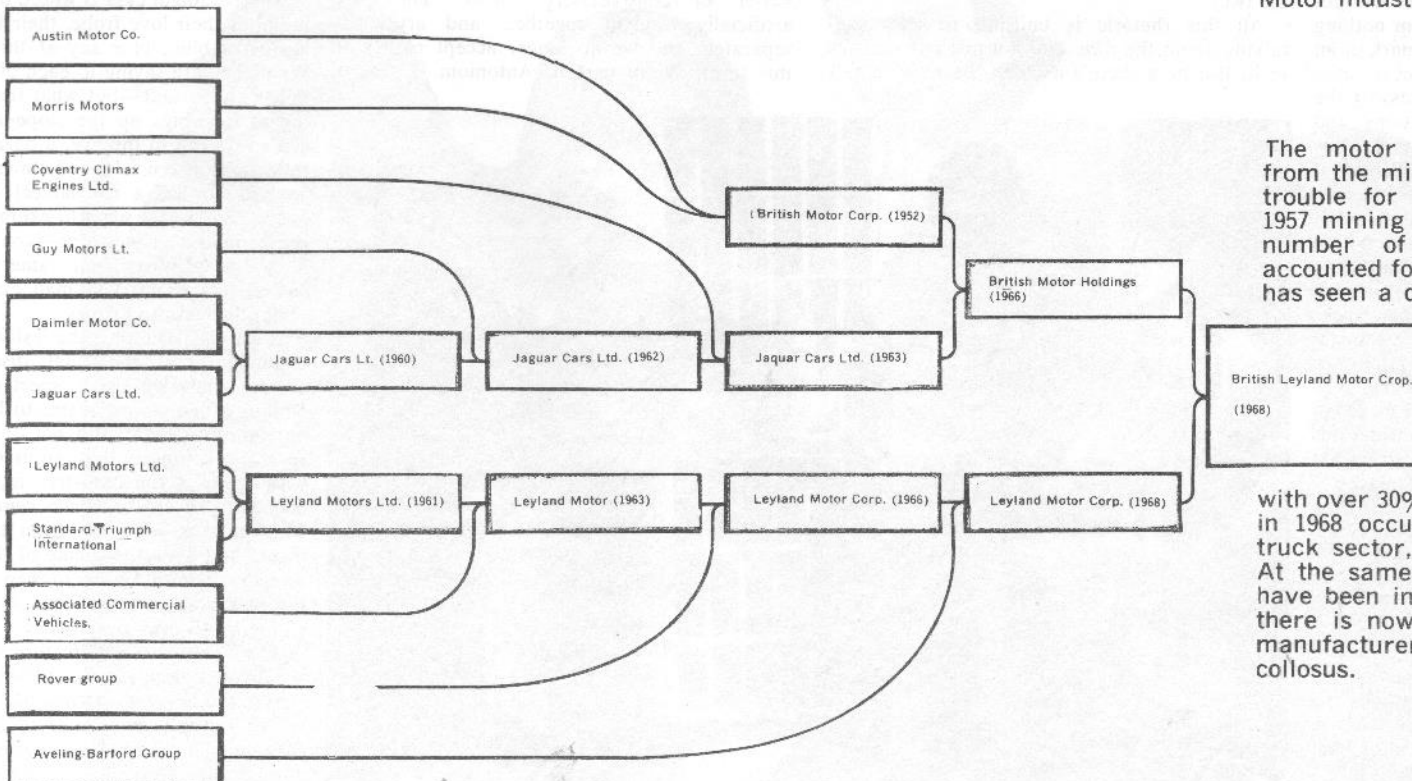 Motor Indust
Austin Motor Co.
Morris Motors
Coventry Climax
Engines Ltd.
Guy Motors Lt.
Daimler Motor Co.
Jaguar Cars Ltd.
Leyland Motors Ltd.
Standard-Triumph
International
Associated Commercial
Vehicles.
Rover group
Aveling-Barford Group
Jaguar Cars Lt. (1960)
Leyland Motors Ltd. (1961)
Jaguar Cars Ltd. (1962)
Leyland Motor (1963)
British Motor Corp. (1952)
Jaquar Cars Ltd. (1963)
Leyland Motor Corp. (1966)
British Motor Holdings
(1966)
Leyland Motor Corp. (1968)
British Leyland Motor Crop.
(1968)
The motor
from the mi
trouble for
1957 mining
number of
accounted fo
has seen a d
with over 30%
in 1968 occu
truck sector,
At the same
have been in
there is now
manufacturer
collosus.